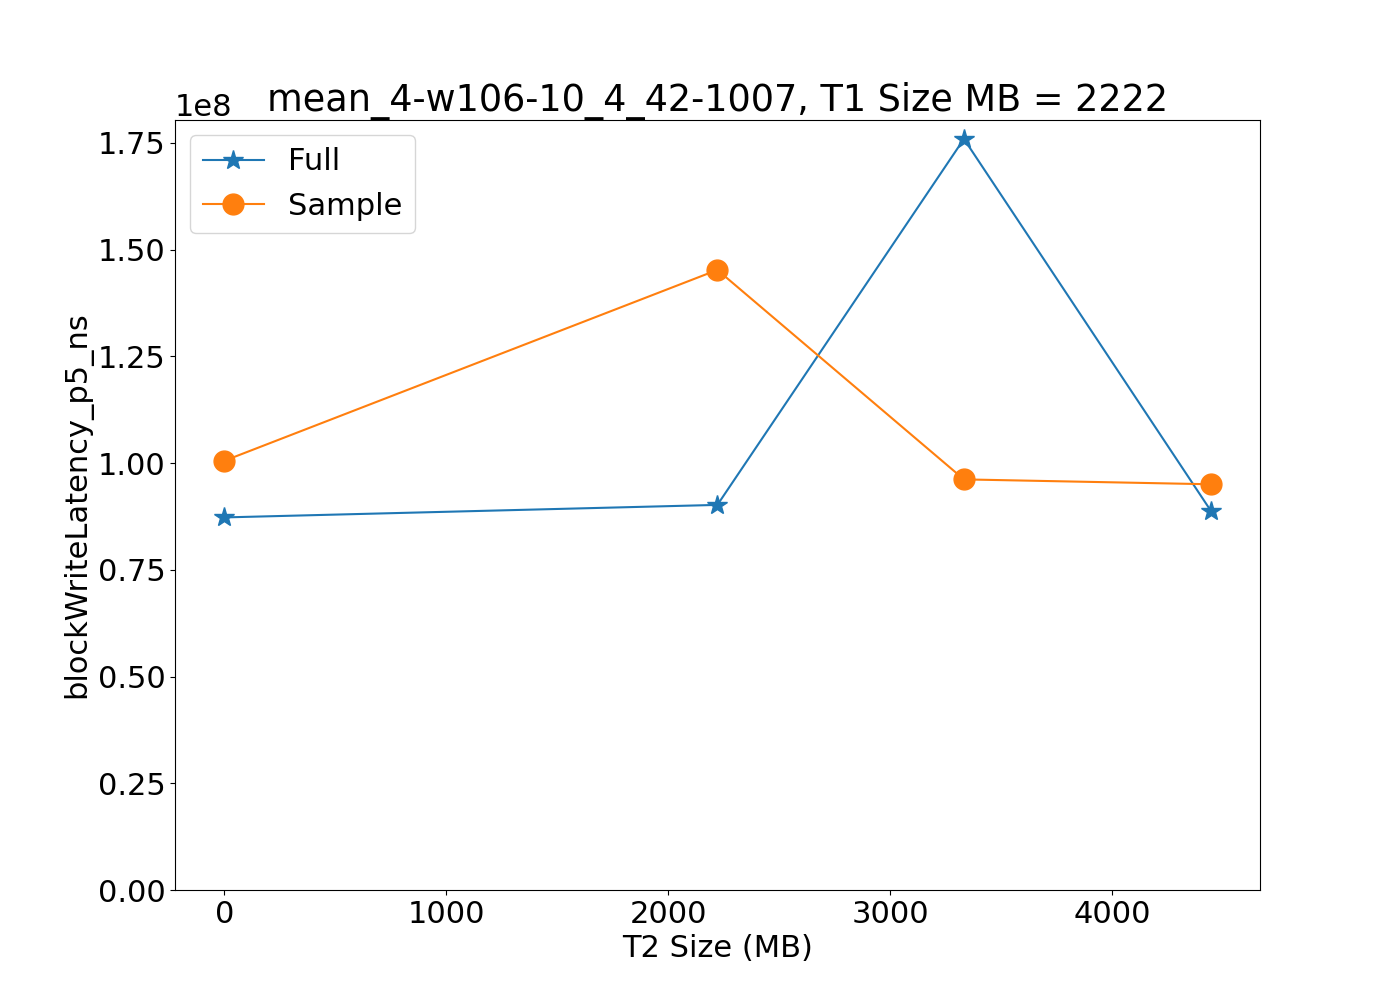 mean_4-w106-10_4_42-1007, T1 Size MB = 2222
1e8
1.75
1.50
1.25
1.00
0.75
0.50
0.25
0.00
blockWriteLatency_p5_ns
Full
Sample
0
1000
2000
3000
4000
T2 Size (MB)